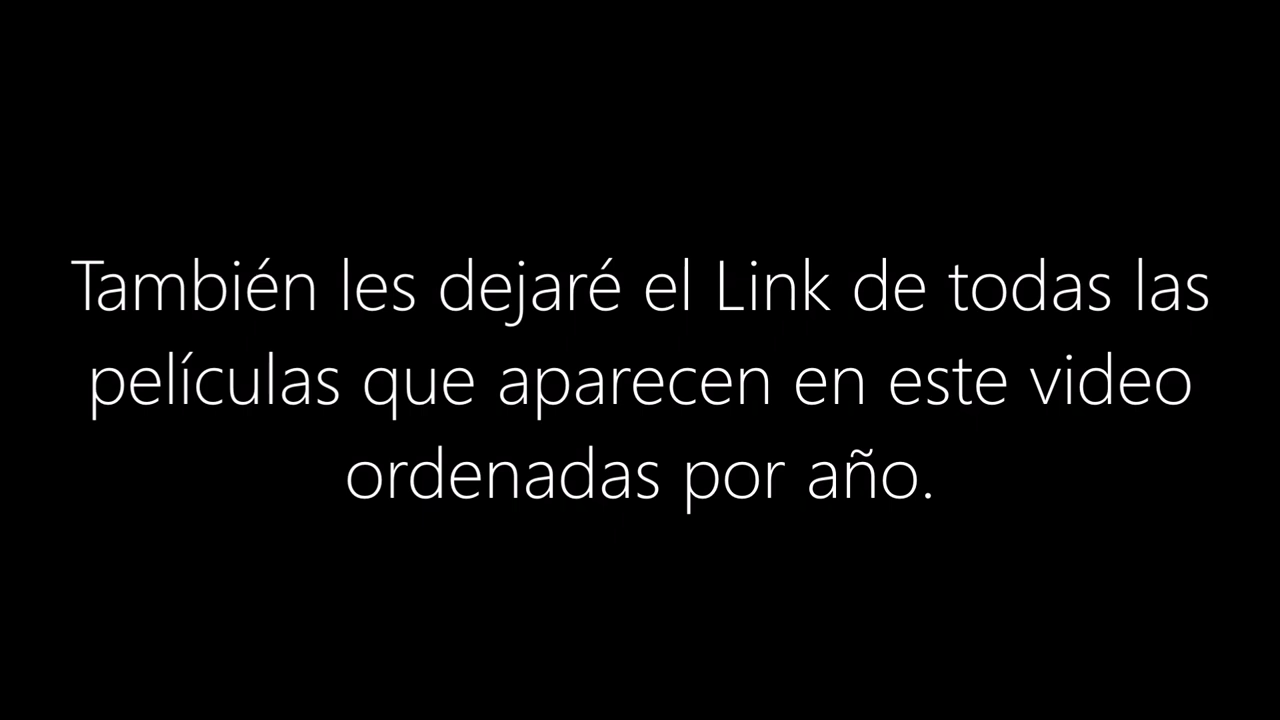 También les dejaré el Link de todas las
películas que aparecen en este video
ordenadas por año.